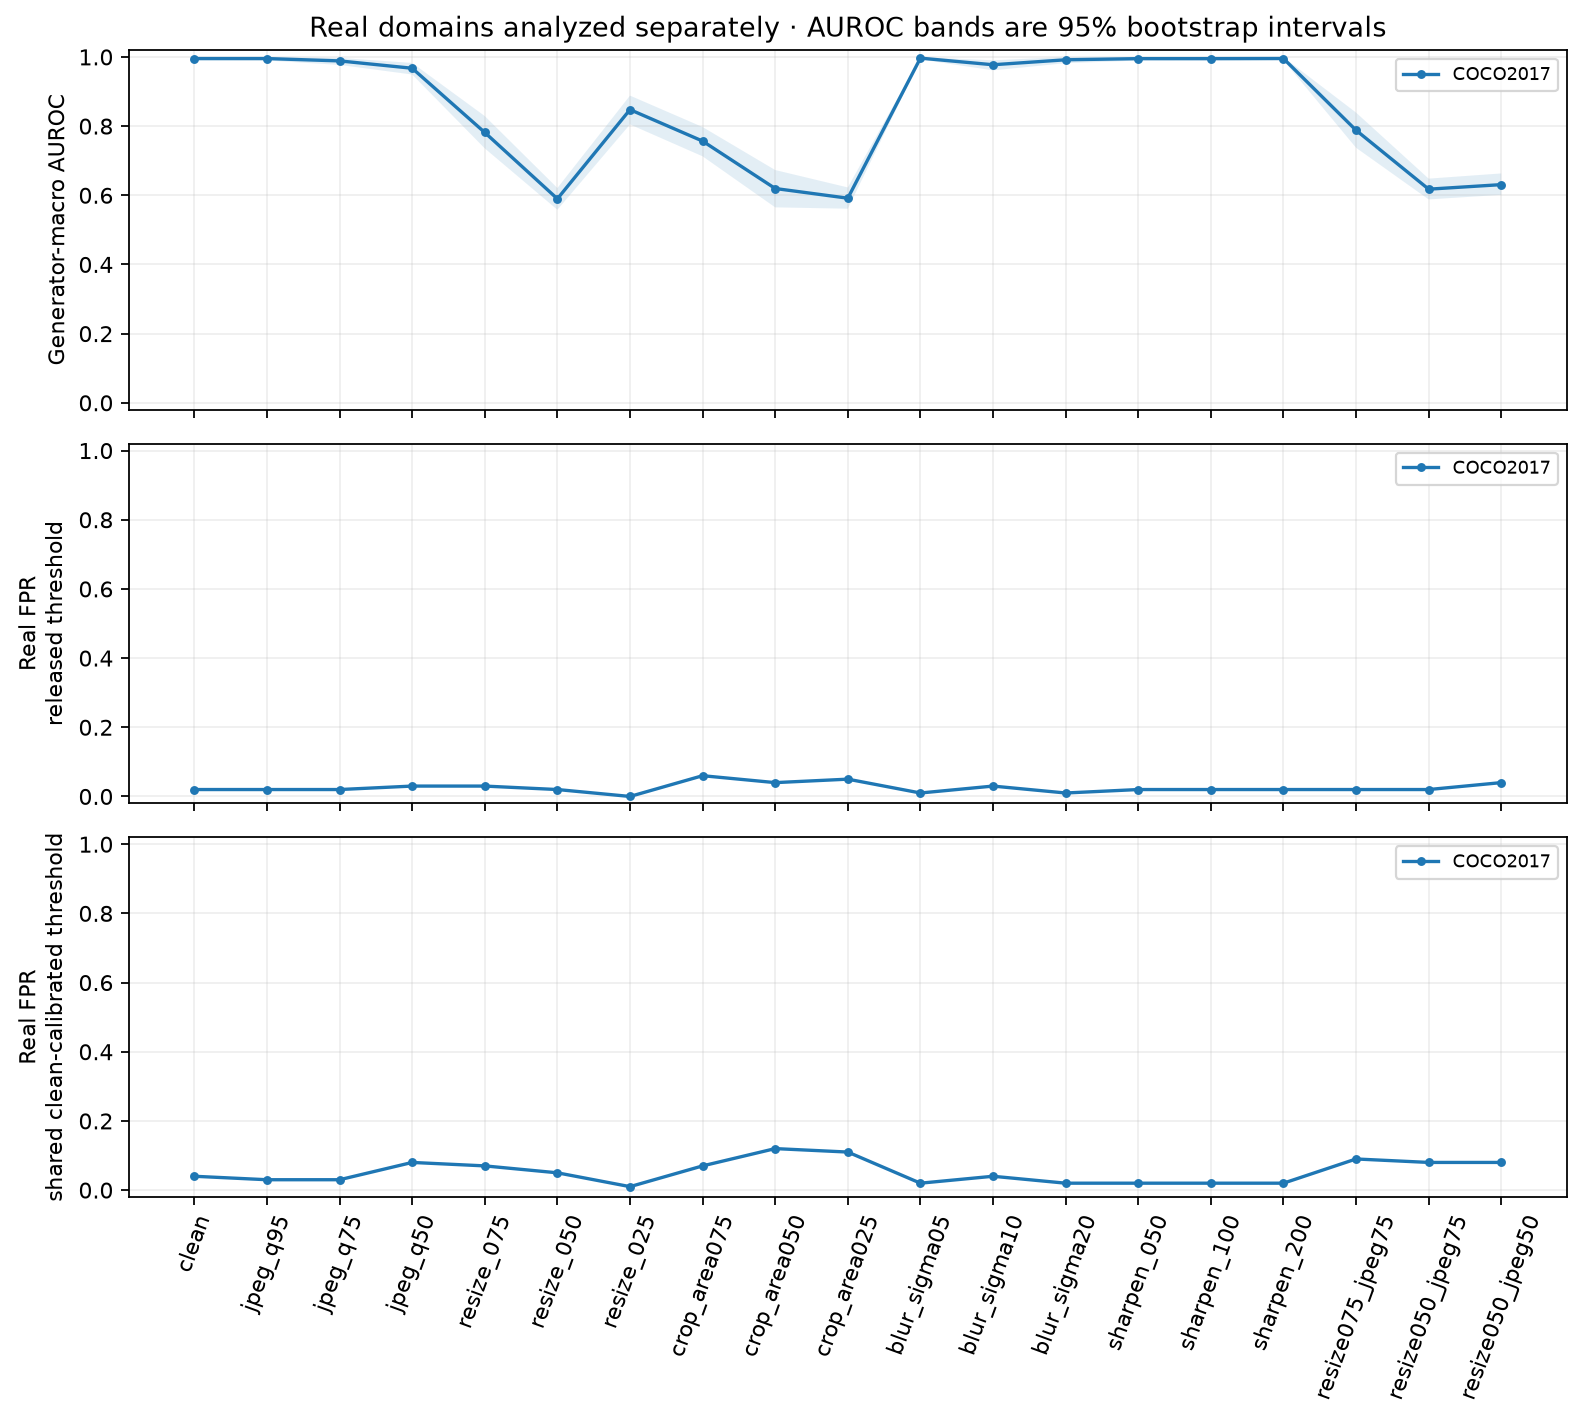 Real domains analyzed separately · AUROC bands are 95% bootstrap intervals
Generator-macro AUROC
1.0
0.8
0.6
0.4
0.2
0.0
COCO2017
Real FPR
released threshold
1.0
0.8
0.6
0.4
0.2
0.0
COCO2017
Real FPR
shared clean-calibrated threshold
1.0
0.8
0.6
0.4
0.2
0.0
COCO2017
clean
jpeg_q95
jpeg_q75
jpeg_q50
resize_075
resize_050
resize_025
crop_area075
crop_area050
crop_area025
blur_sigma05
blur_sigma10
blur_sigma20
sharpen_050
sharpen_100
sharpen_200
resize075_jpeg75
resize050_jpeg75
resize050_jpeg50